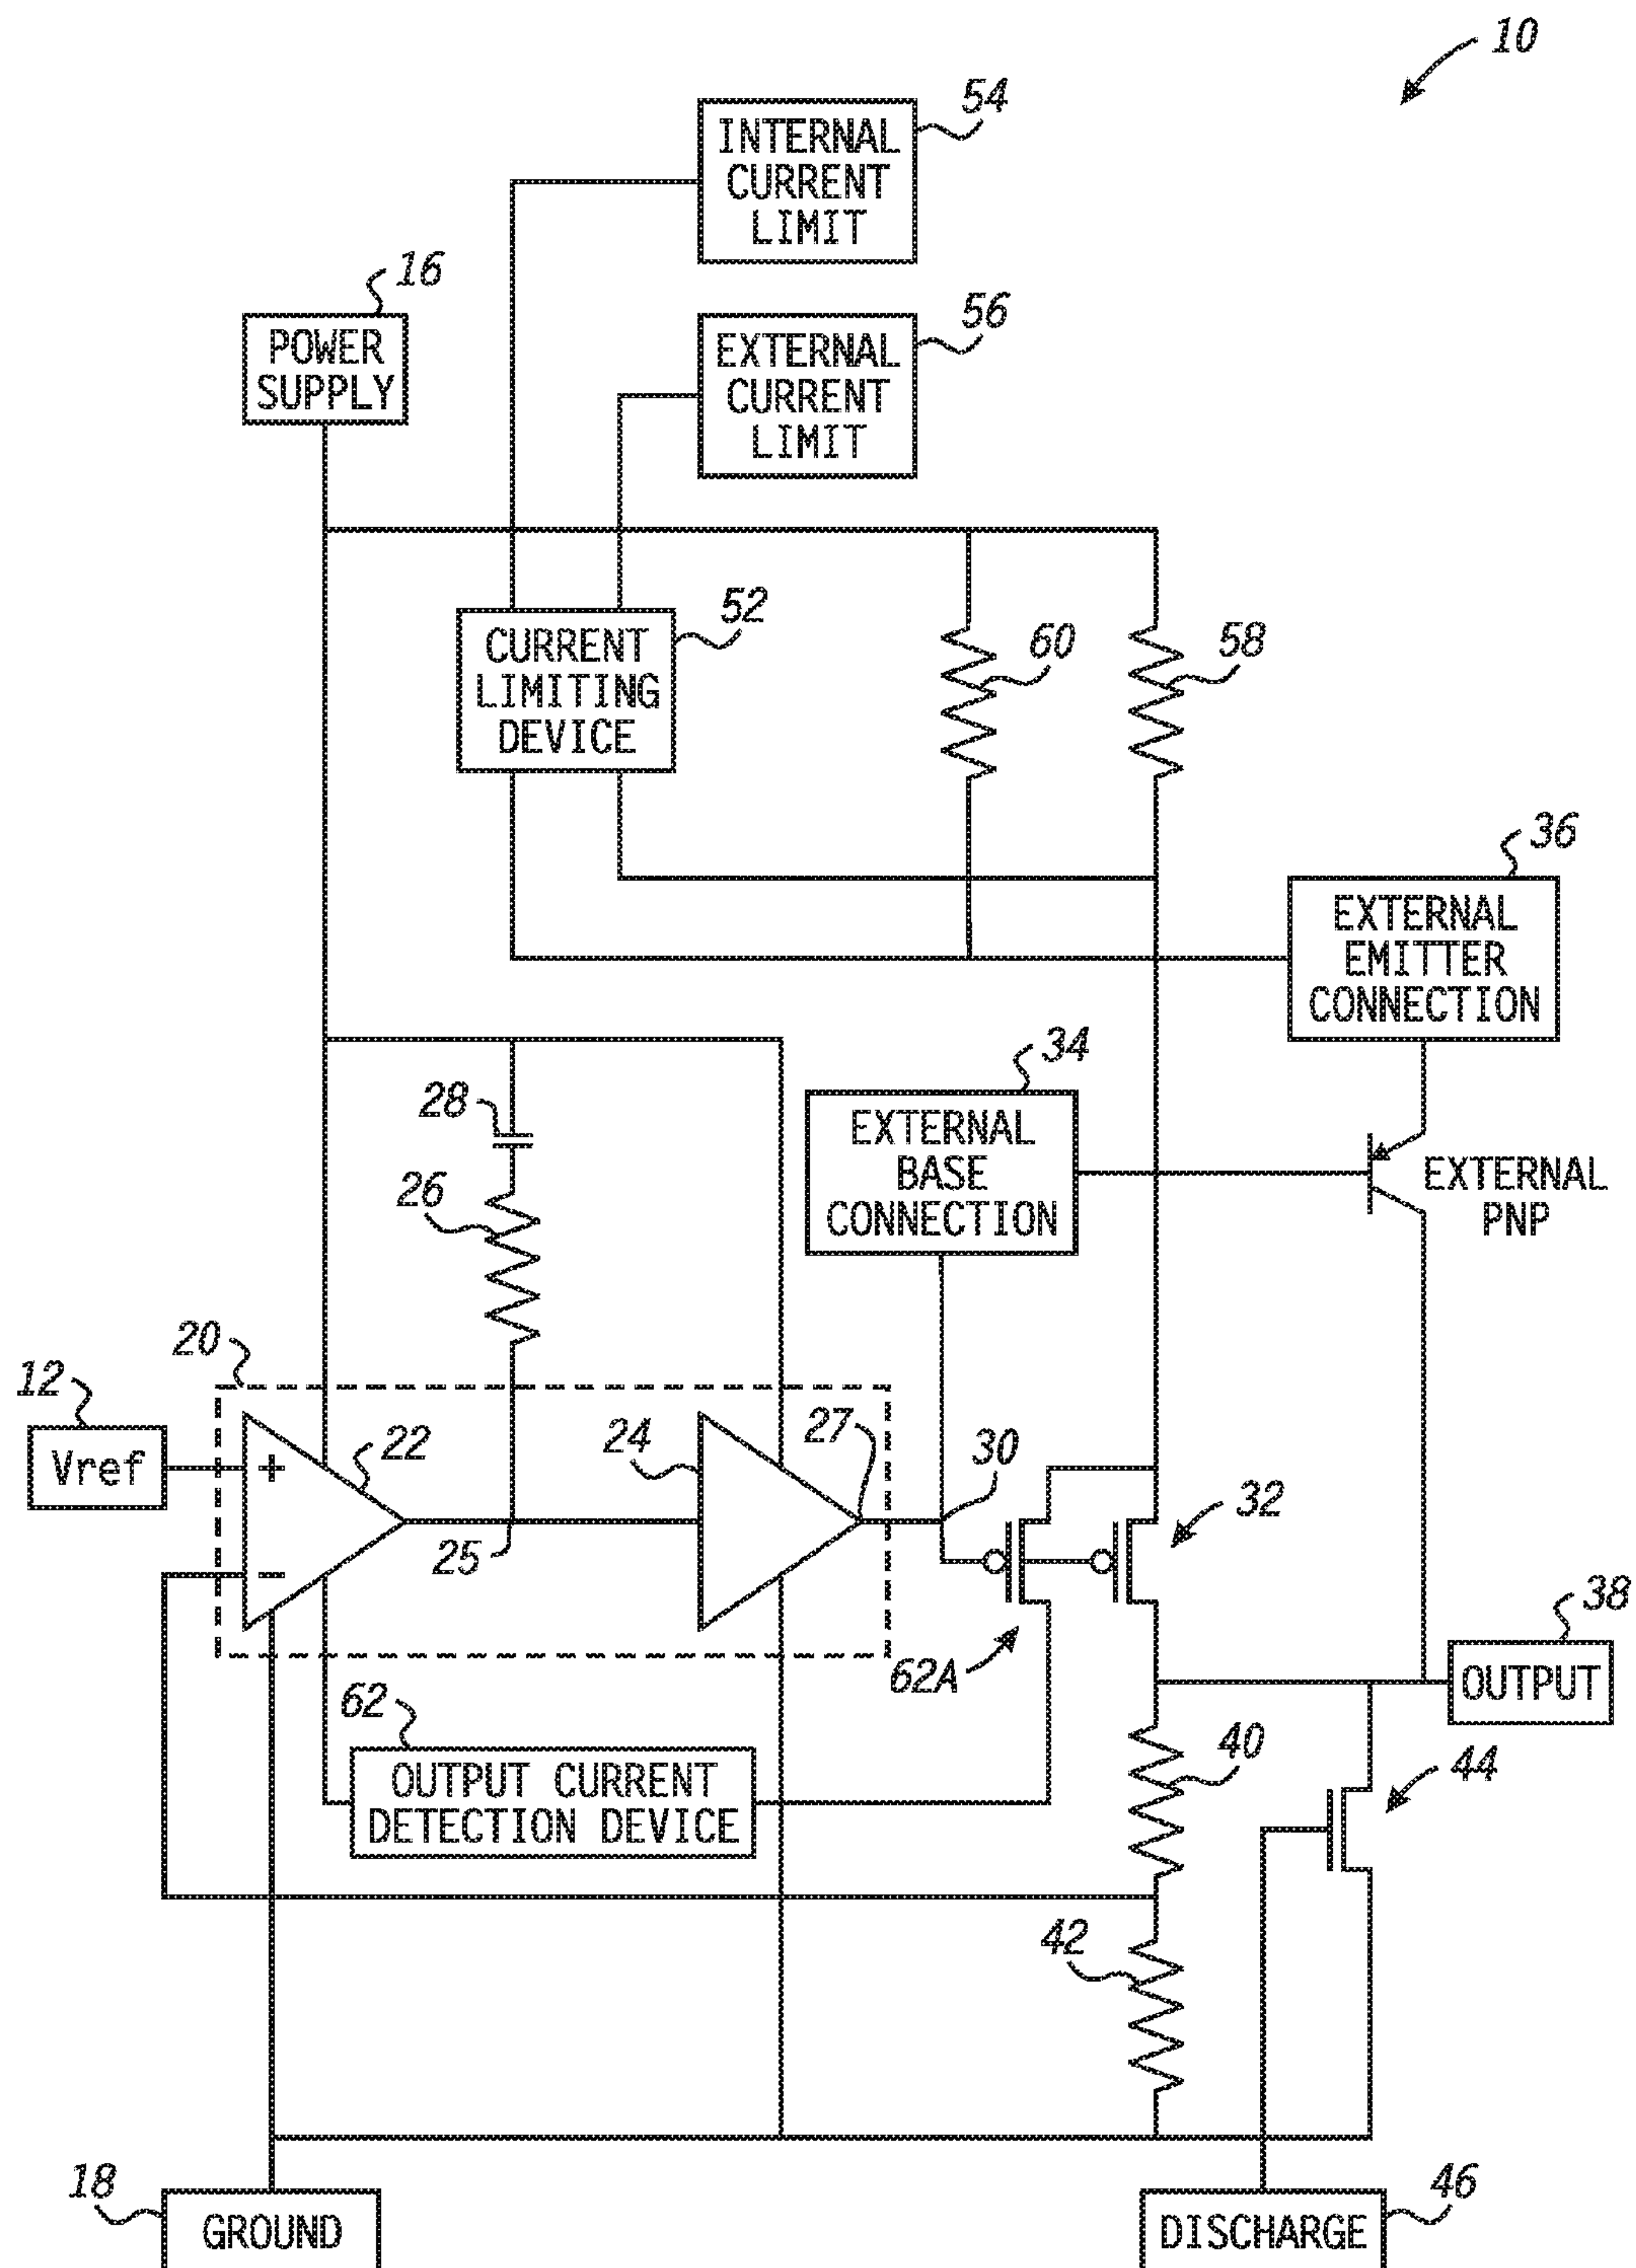 10
54
INTERNAL
CURRENT
LIMIT
16
POWER
SUPPLY
56
EXTERNAL
CURRENT
LIMIT
52
CURRENT
LIMITING
DEVICE
60
58
36
EXTERNAL
EMITTER
CONNECTION
34
EXTERNAL
BASE
CONNECTION
28
26
EXTERNAL
PNP
20
12
Vref
+
22
24
27
30
32
25
−
62A
38
OUTPUT
62
OUTPUT CURRENT
DETECTION DEVICE
40
44
42
18
GROUND
46
DISCHARGE